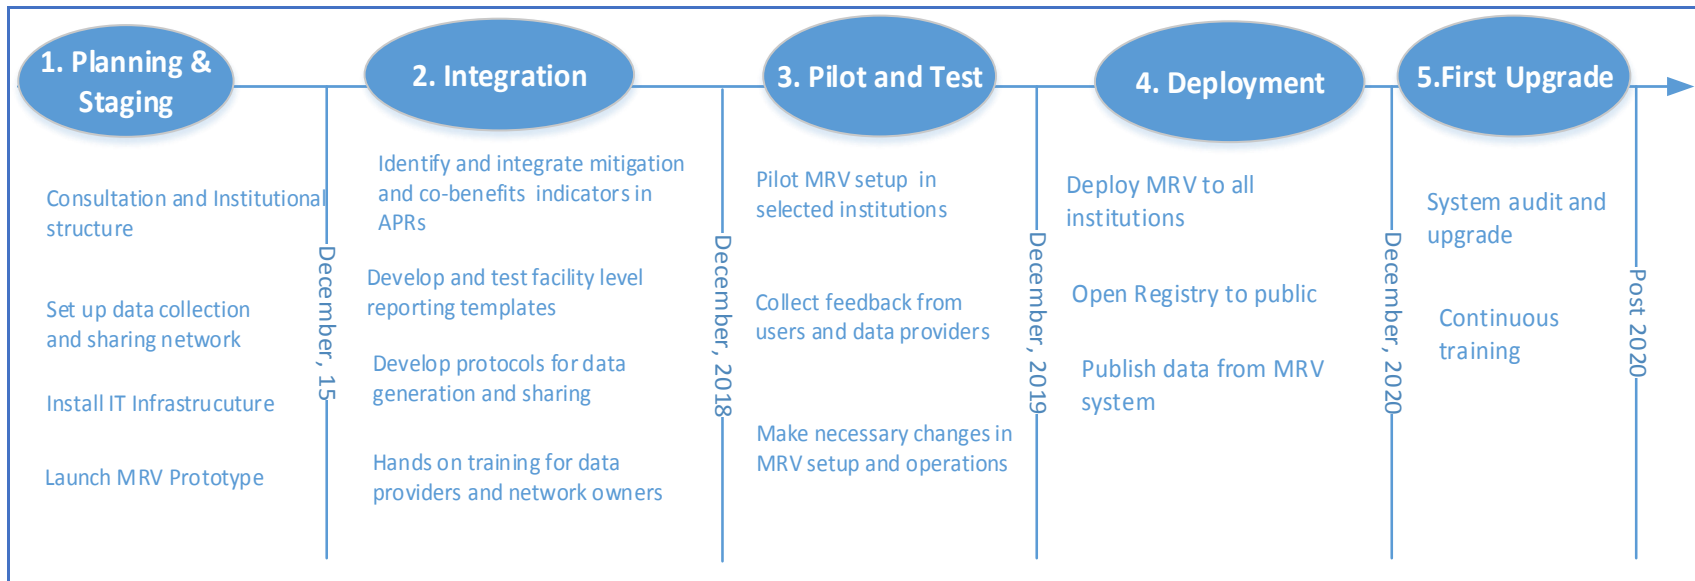 1. Planning &
Staging
Consultation and Institutional
structure
Set up data collection
and sharing network
Install IT Infrastrucuture
Launch MRV Prototype
December, 15
2. Integration
Identify and integrate mitigation
and co-benefits indicators in
APRs
Develop and test facility level
reporting templates
Develop protocols for data
generation and sharing
Hands on training for data
providers and network owners
December, 2018
3. Pilot and Test
Pilot MRV setup in
selected institutions
Collect feedback from
users and data providers
Make necessary changes in
MRV setup and operations
December, 2019
4. Deployment
Deploy MRV to all
institutions
Open Registry to public
Publish data from MRV
system
December, 2020
5.First Upgrade
System audit and
upgrade
Continuous
training
Post 2020